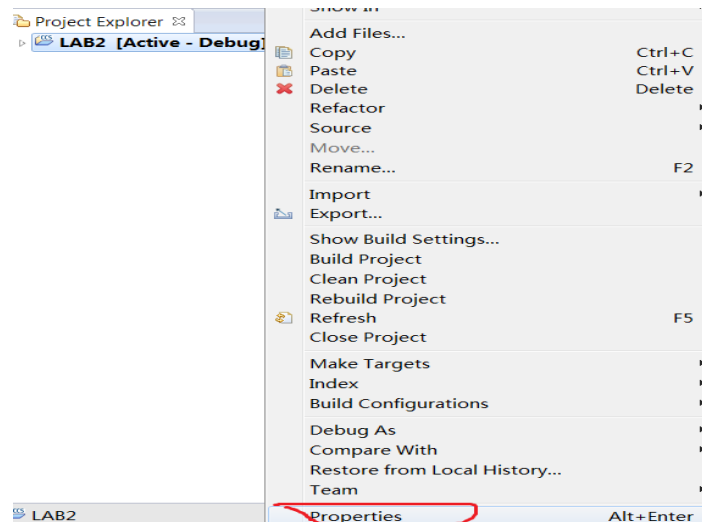 Show In
Project Explorer
LAB2 [Active - Debug]
Add Files...
Copy Ctrl+C
Paste Ctrl+V
Delete Delete
Refactor
Source
Move...
Rename... F2
Import
Export...
Show Build Settings...
Build Project
Clean Project
Rebuild Project
Refresh F5
Close Project
Make Targets
Index
Build Configurations
Debug As
Compare With
Restore from Local History...
Team
LAB2
Properties Alt+Enter